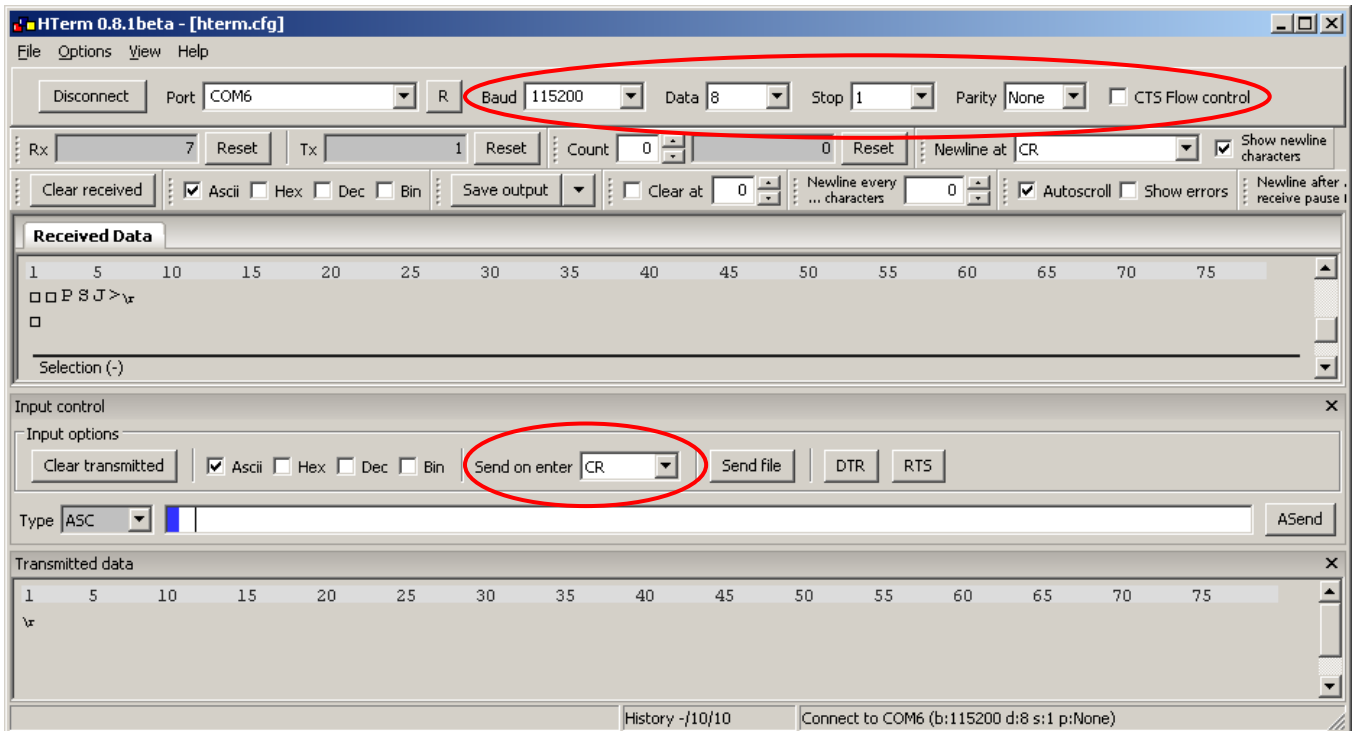 HTerm 0.8.1beta - [hterm.cfg]
File Options View Help
Disconnect Port COM6 R Baud 115200 Data 8 Stop 1 Parity None CTS Flow control
Rx 7 Reset Tx 1 Reset Count 0 0 Reset Newline at CR Show newline characters
Clear received Ascii Hex Dec Bin Save output Clear at 0 Newline every ... characters 0 Autoscroll Show errors Newline after . receive pause
Received Data
1 5 10 15 20 25 30 35 40 45 50 55 60 65 70 75
□□PSJ>\r
□
Selection (-)
Input control
Input options
Clear transmitted Ascii Hex Dec Bin Send on enter CR Send file DTR RTS
Type ASC ASend
Transmitted data
1 5 10 15 20 25 30 35 40 45 50 55 60 65 70 75
\r
History -/10/10 Connect to COM6 (b:115200 d:8 s:1 p:None)